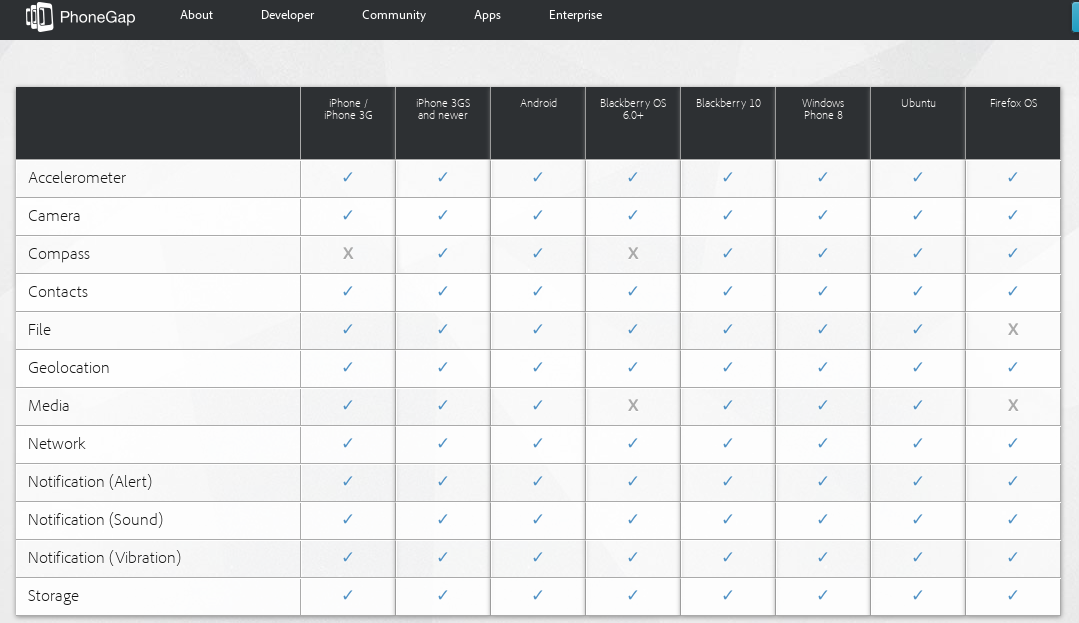 PhoneGap About Developer Community Apps Enterprise
iPhone / iPhone 3G iPhone 3GS and newer Android Blackberry OS 6.0+ Blackberry 10 Windows Phone 8 Ubuntu Firefox OS
Accelerometer ✓ ✓ ✓ ✓ ✓ ✓ ✓ ✓
Camera ✓ ✓ ✓ ✓ ✓ ✓ ✓ ✓
Compass X ✓ ✓ X ✓ ✓ ✓ ✓
Contacts ✓ ✓ ✓ ✓ ✓ ✓ ✓ ✓
File ✓ ✓ ✓ ✓ ✓ ✓ ✓ X
Geolocation ✓ ✓ ✓ ✓ ✓ ✓ ✓ ✓
Media ✓ ✓ ✓ X ✓ ✓ ✓ X
Network ✓ ✓ ✓ ✓ ✓ ✓ ✓ ✓
Notification (Alert) ✓ ✓ ✓ ✓ ✓ ✓ ✓ ✓
Notification (Sound) ✓ ✓ ✓ ✓ ✓ ✓ ✓ ✓
Notification (Vibration) ✓ ✓ ✓ ✓ ✓ ✓ ✓ ✓
Storage ✓ ✓ ✓ ✓ ✓ ✓ ✓ ✓